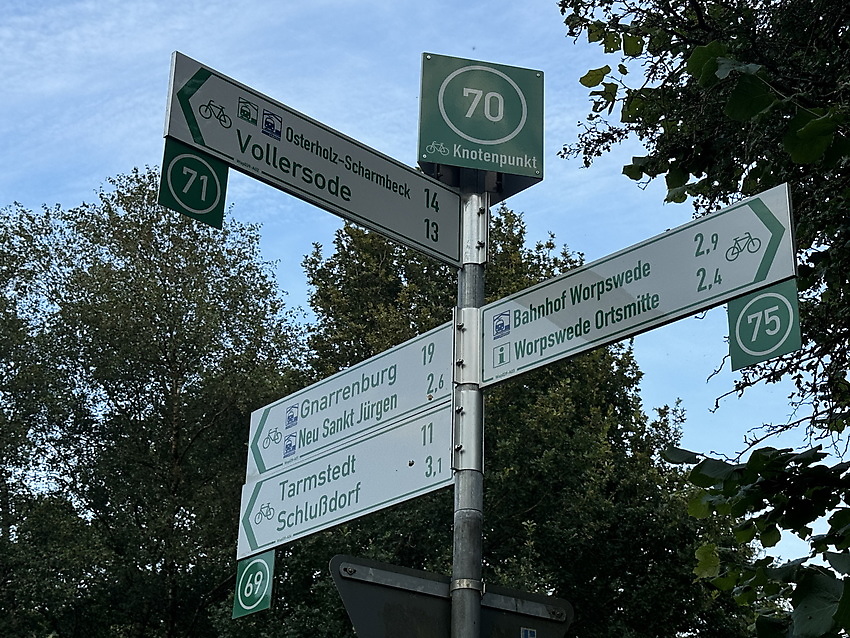 70
Knotenpunkt
Osterholz-Scharmbeck 14
Vollersode 13
71
Bahnhof Worpswede 2,9
Worpswede Ortsmitte 2,4
75
Gnarrenburg 19
Neu Sankt Jürgen 2,6
Tarmstedt 11
Schlußdorf 3,1
69